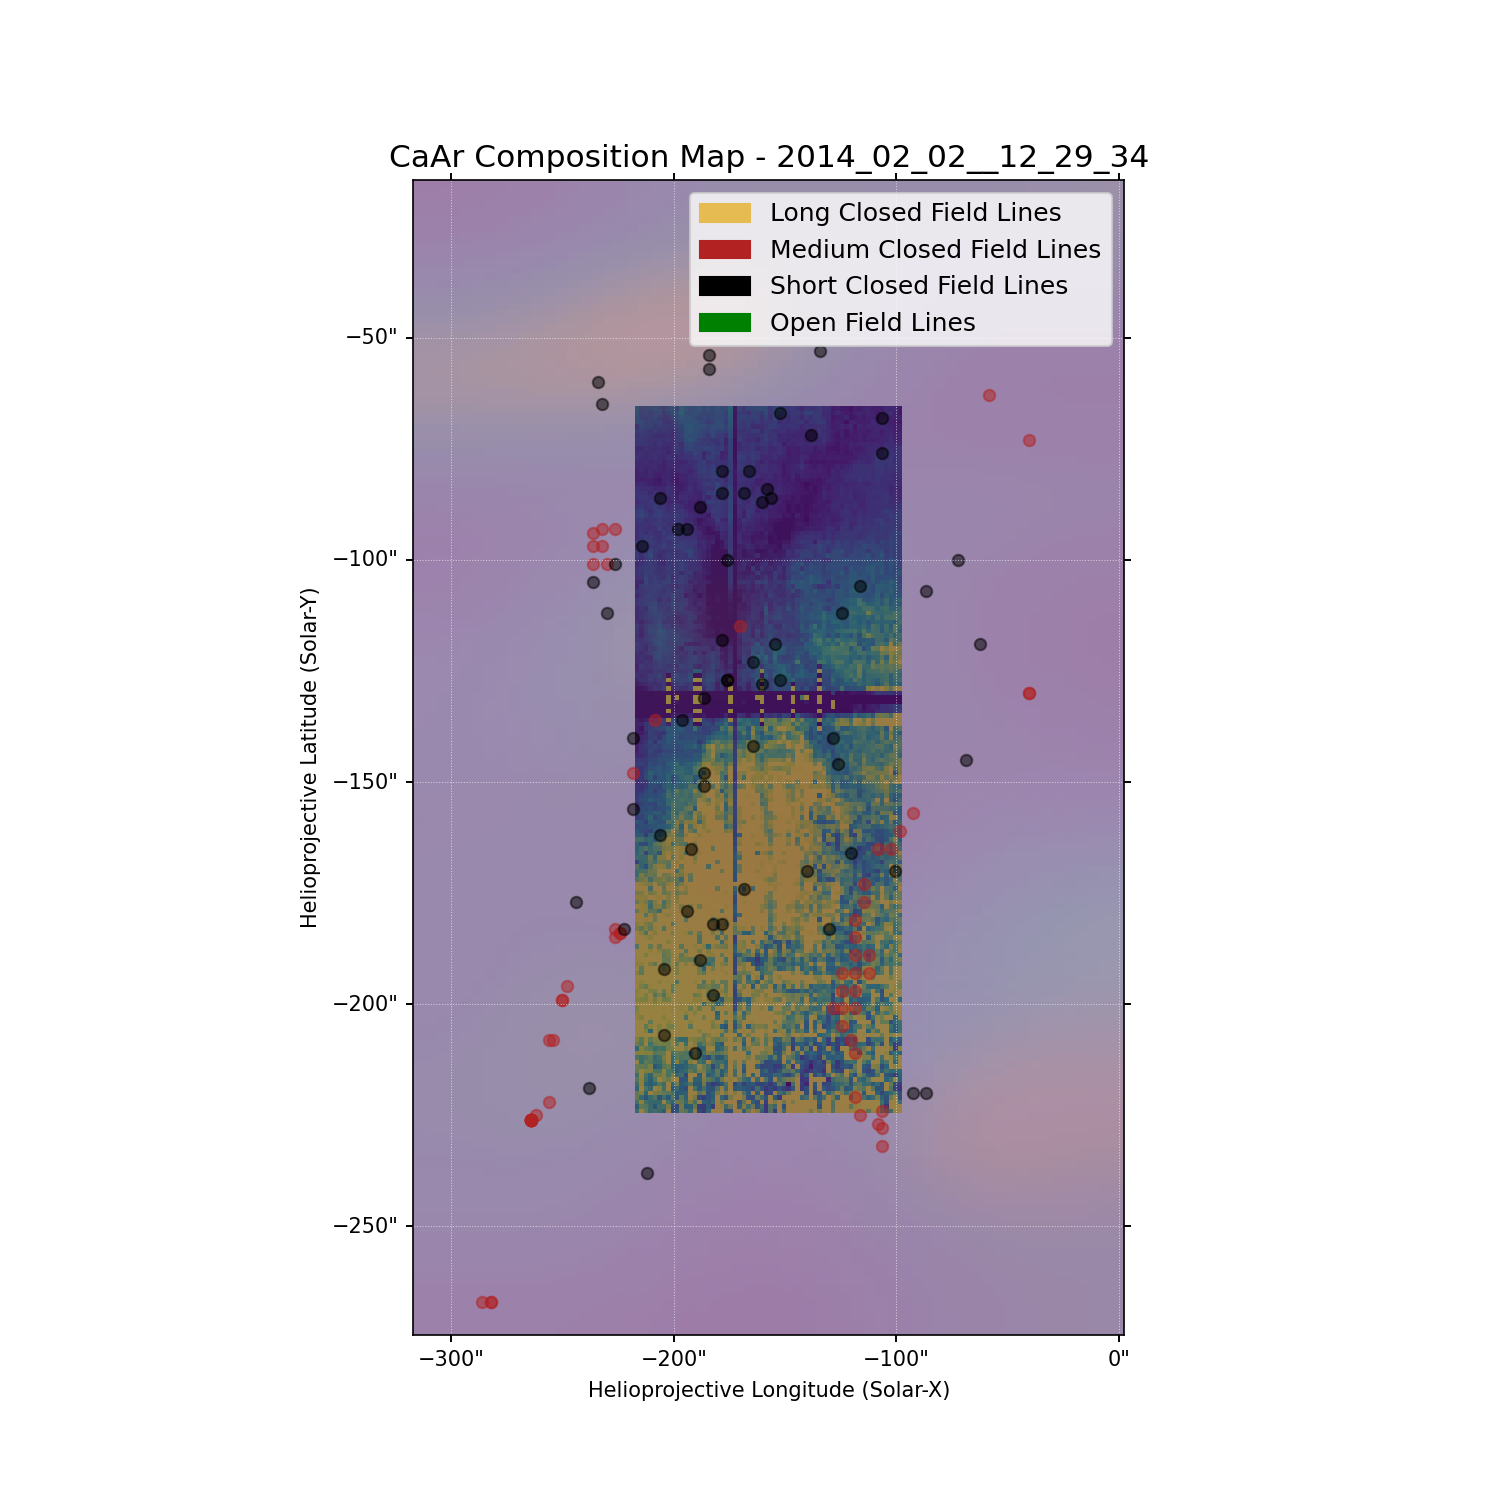 CaAr Composition Map - 2014_02_02__12_29_34
Long Closed Field Lines
Medium Closed Field Lines
Short Closed Field Lines
Open Field Lines
−50"
−100"
−150"
−200"
−250"
Helioprojective Latitude (Solar-Y)
−300"
−200"
−100"
0"
Helioprojective Longitude (Solar-X)